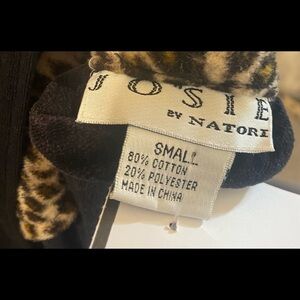 JOSIE
BY NATORI
SMALL
80% COTTON
20% POLYESTER
MADE IN CHINA